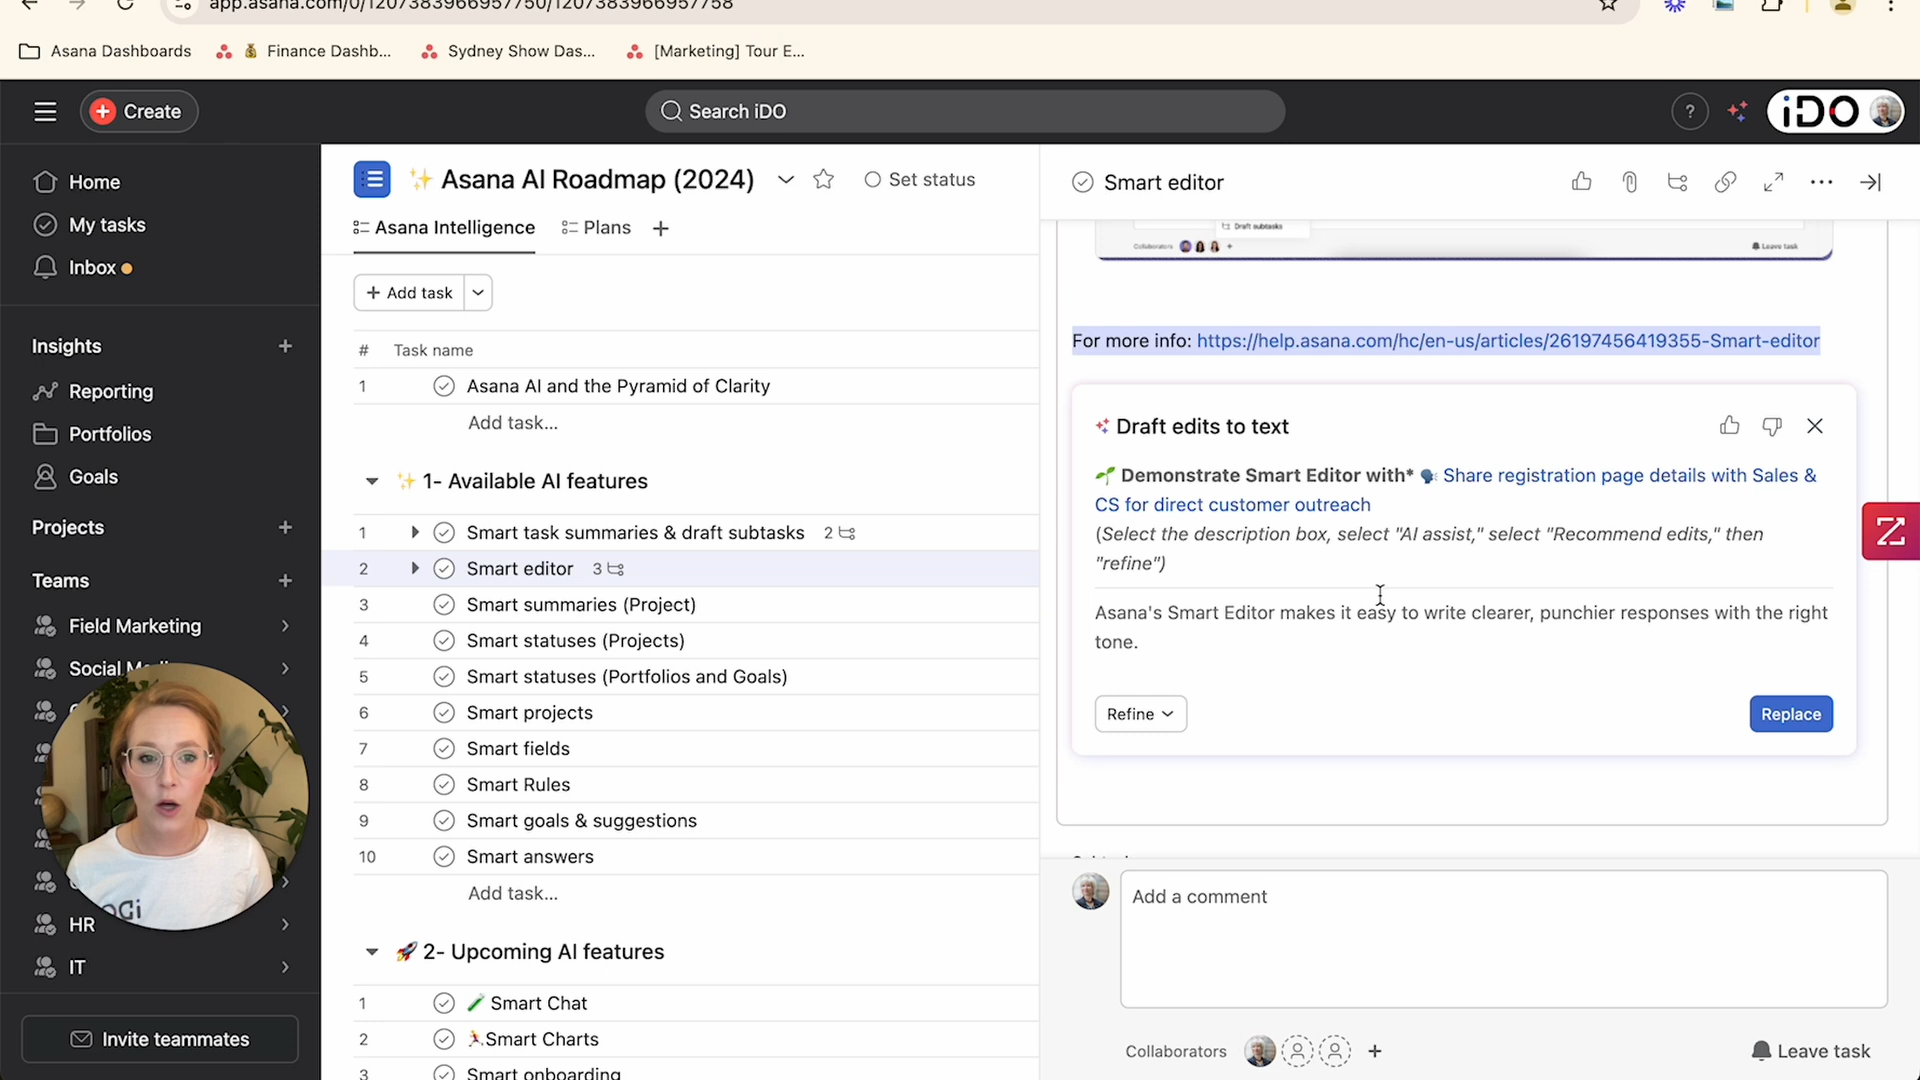 app.asana.com/0/1207383966957750/1207383966957758
Asana Dashboards
Finance Dashb...
Sydney Show Das...
[Marketing] Tour E...
Create
Search iDO
?
iDO
Home
My tasks
Inbox
Insights
Reporting
Portfolios
Goals
Projects
Teams
Field Marketing
Social
HR
IT
Invite teammates
Asana AI Roadmap (2024)
Set status
Asana Intelligence
Plans
Add task
# Task name
1 Asana AI and the Pyramid of Clarity
Add task...
1- Available AI features
1 Smart task summaries & draft subtasks 2
2 Smart editor 3
3 Smart summaries (Project)
4 Smart statuses (Projects)
5 Smart statuses (Portfolios and Goals)
6 Smart projects
7 Smart fields
8 Smart Rules
9 Smart goals & suggestions
10 Smart answers
Add task...
2- Upcoming AI features
1 Smart Chat
2 Smart Charts
3 Smart onboarding
Smart editor
Draft subtasks
Collaborators
Leave task
For more info: https://help.asana.com/hc/en-us/articles/26197456419355-Smart-editor
Draft edits to text
Demonstrate Smart Editor with* Share registration page details with Sales &
CS for direct customer outreach
(Select the description box, select "AI assist," select "Recommend edits," then
"refine")
Asana's Smart Editor makes it easy to write clearer, punchier responses with the right
tone.
Refine
Replace
Add a comment
Collaborators
Leave task